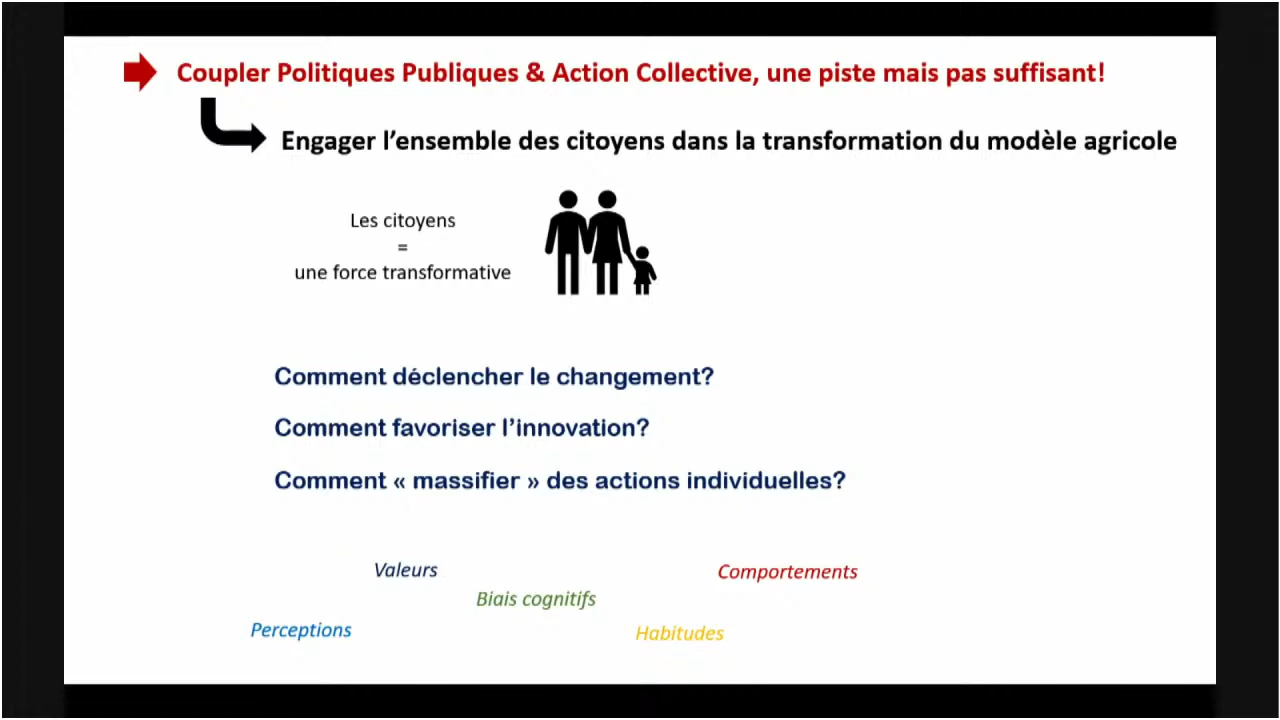 Coupler Politiques Publiques & Action Collective, une piste mais pas suffisant!
Engager l’ensemble des citoyens dans la transformation du modèle agricole
Les citoyens
=
une force transformative
Comment déclencher le changement?
Comment favoriser l’innovation?
Comment « massifier » des actions individuelles?
Valeurs
Comportements
Biais cognitifs
Perceptions
Habitudes